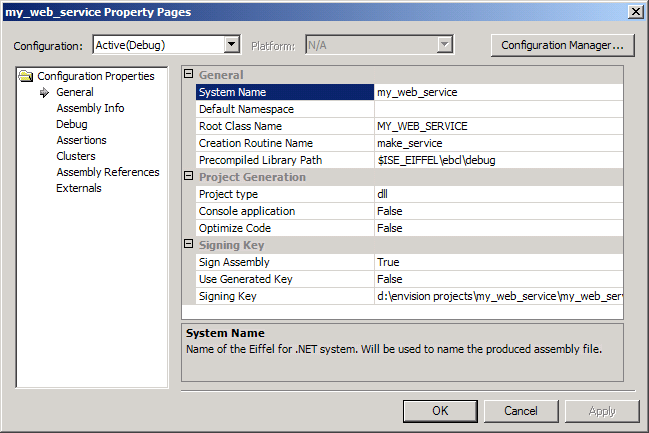 my_web_service Property Pages
Configuration: Active(Debug) Platform: N/A Configuration Manager...
Configuration Properties
General
Assembly Info
Debug
Assertions
Clusters
Assembly References
Externals
General
System Name my_web_service
Default Namespace
Root Class Name MY_WEB_SERVICE
Creation Routine Name make_service
Precompiled Library Path $ISE_EIFFEL\ebcl\debug
Project Generation
Project type dll
Console application False
Optimize Code False
Signing Key
Sign Assembly True
Use Generated Key False
Signing Key d:\envision projects\my_web_service\my_web_serv
System Name
Name of the Eiffel for .NET system. Will be used to name the produced assembly file.
OK Cancel Apply